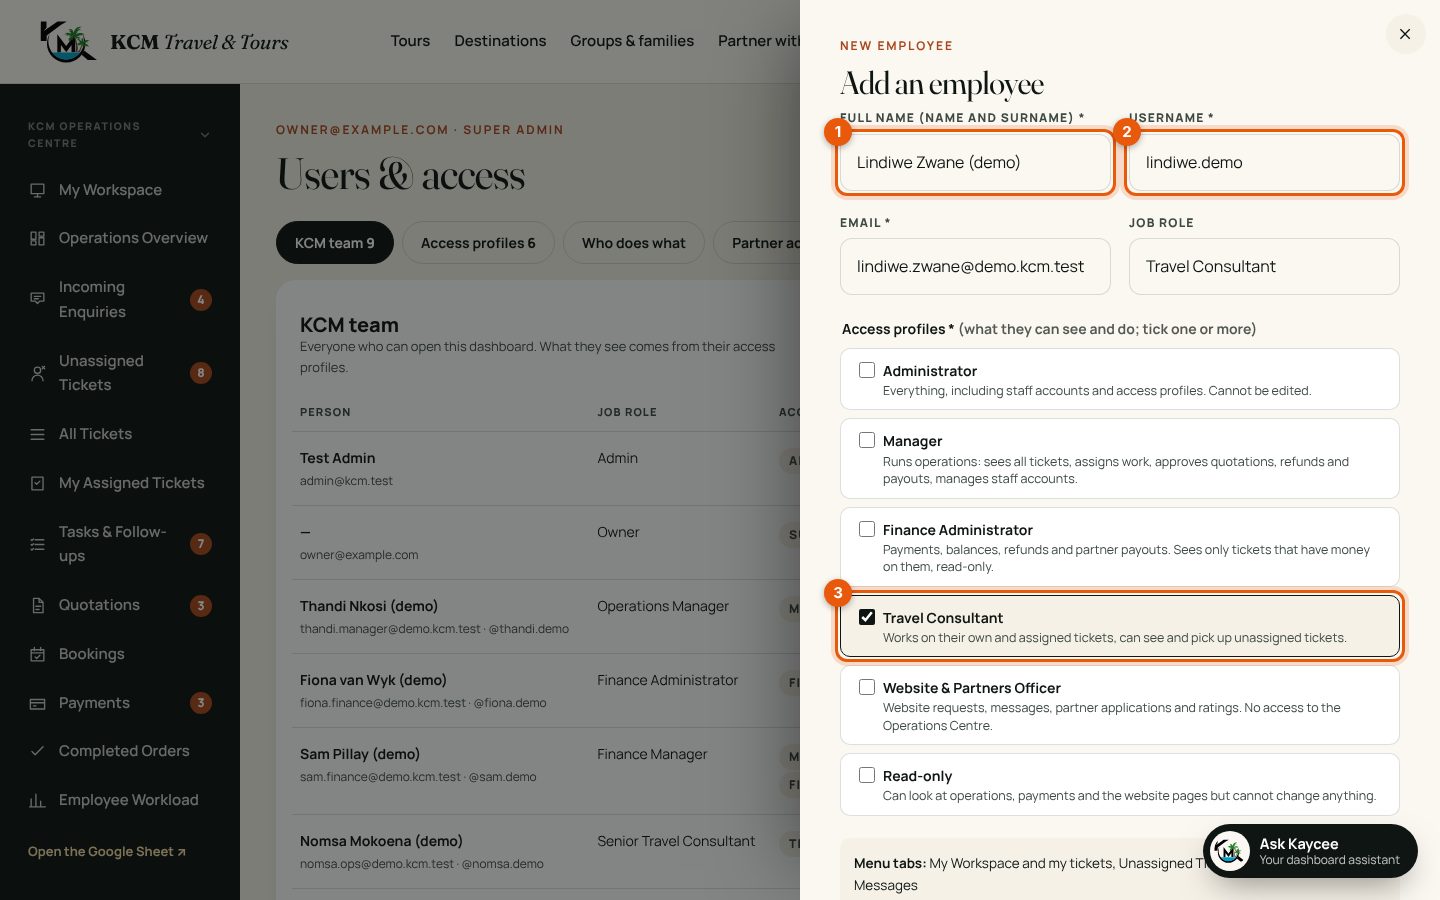 KCM Travel & Tours
Tours
Destinations
Groups & families
Partner with
KCM OPERATIONS
CENTRE
My Workspace
Operations Overview
Incoming
Enquiries
4
Unassigned
Tickets
8
All Tickets
My Assigned Tickets
Tasks & Follow-
ups
7
Quotations
3
Bookings
Payments
3
Completed Orders
Employee Workload
Open the Google Sheet ↗
OWNER@EXAMPLE.COM · SUPER ADMIN
Users & access
KCM team 9
Access profiles 6
Who does what
Partner ac
KCM team
Everyone who can open this dashboard. What they see comes from their access
profiles.
PERSON
JOB ROLE
ACC
Test Admin
admin@kcm.test
Admin
—
owner@example.com
Owner
Thandi Nkosi (demo)
thandi.manager@demo.kcm.test · @thandi.demo
Operations Manager
Fiona van Wyk (demo)
fiona.finance@demo.kcm.test · @fiona.demo
Finance Administrator
Sam Pillay (demo)
sam.finance@demo.kcm.test · @sam.demo
Finance Manager
Nomsa Mokoena (demo)
nomsa.ops@demo.kcm.test · @nomsa.demo
Senior Travel Consultant
NEW EMPLOYEE
Add an employee
FULL NAME (NAME AND SURNAME) *
USERNAME *
1
Lindiwe Zwane (demo)
2
lindiwe.demo
EMAIL *
JOB ROLE
lindiwe.zwane@demo.kcm.test
Travel Consultant
Access profiles * (what they can see and do; tick one or more)
Administrator
Everything, including staff accounts and access profiles. Cannot be edited.
Manager
Runs operations: sees all tickets, assigns work, approves quotations, refunds and
payouts, manages staff accounts.
Finance Administrator
Payments, balances, refunds and partner payouts. Sees only tickets that have money
on them, read-only.
3
Travel Consultant
Works on their own and assigned tickets, can see and pick up unassigned tickets.
Website & Partners Officer
Website requests, messages, partner applications and ratings. No access to the
Operations Centre.
Read-only
Can look at operations, payments and the website pages but cannot change anything.
Menu tabs: My Workspace and my tickets, Unassigned
Messages
Ask Kaycee
Your dashboard assistant